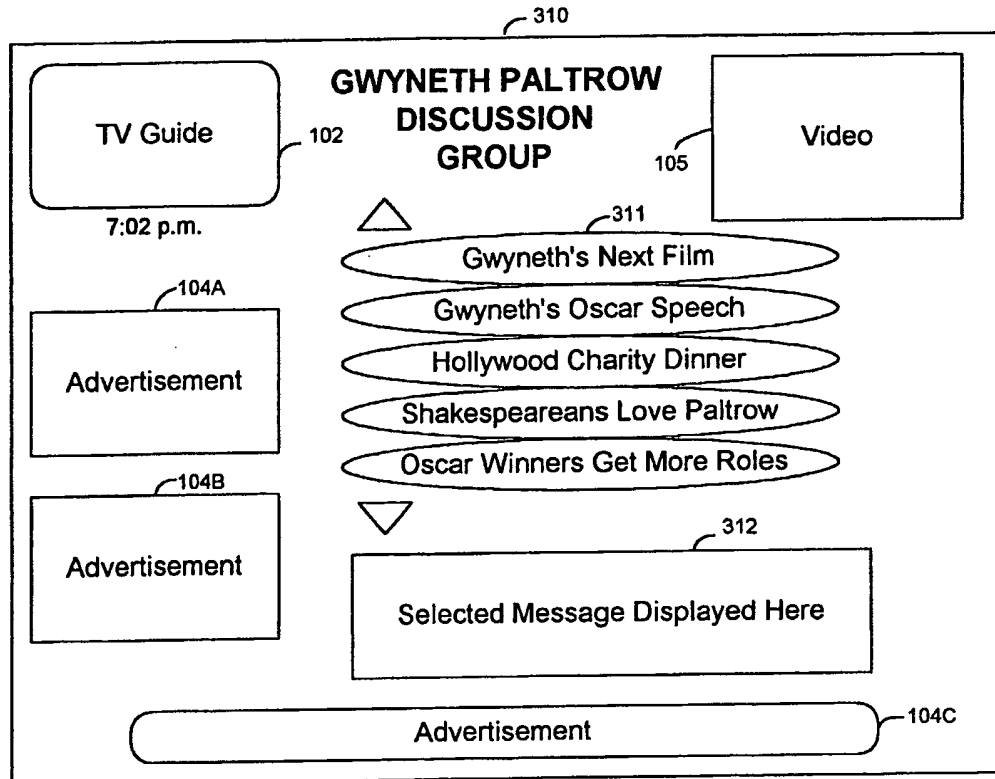 310
GWYNETH PALTROW
DISCUSSION
GROUP
TV Guide
102
7:02 p.m.
105
Video
311
Gwyneth's Next Film
Gwyneth's Oscar Speech
Hollywood Charity Dinner
Shakespeareans Love Paltrow
Oscar Winners Get More Roles
104A
Advertisement
104B
Advertisement
312
Selected Message Displayed Here
Advertisement
104C